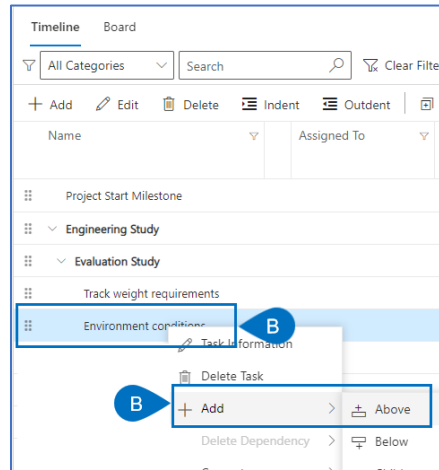 Timeline Board
All Categories Search Clear Filte
+ Add Edit Delete Indent Outdent
Name Assigned To
Project Start Milestone
Engineering Study
Evaluation Study
Track weight requirements
Environment conditions B
Task Information
Delete Task
B + Add > Above
Delete Dependency > Below